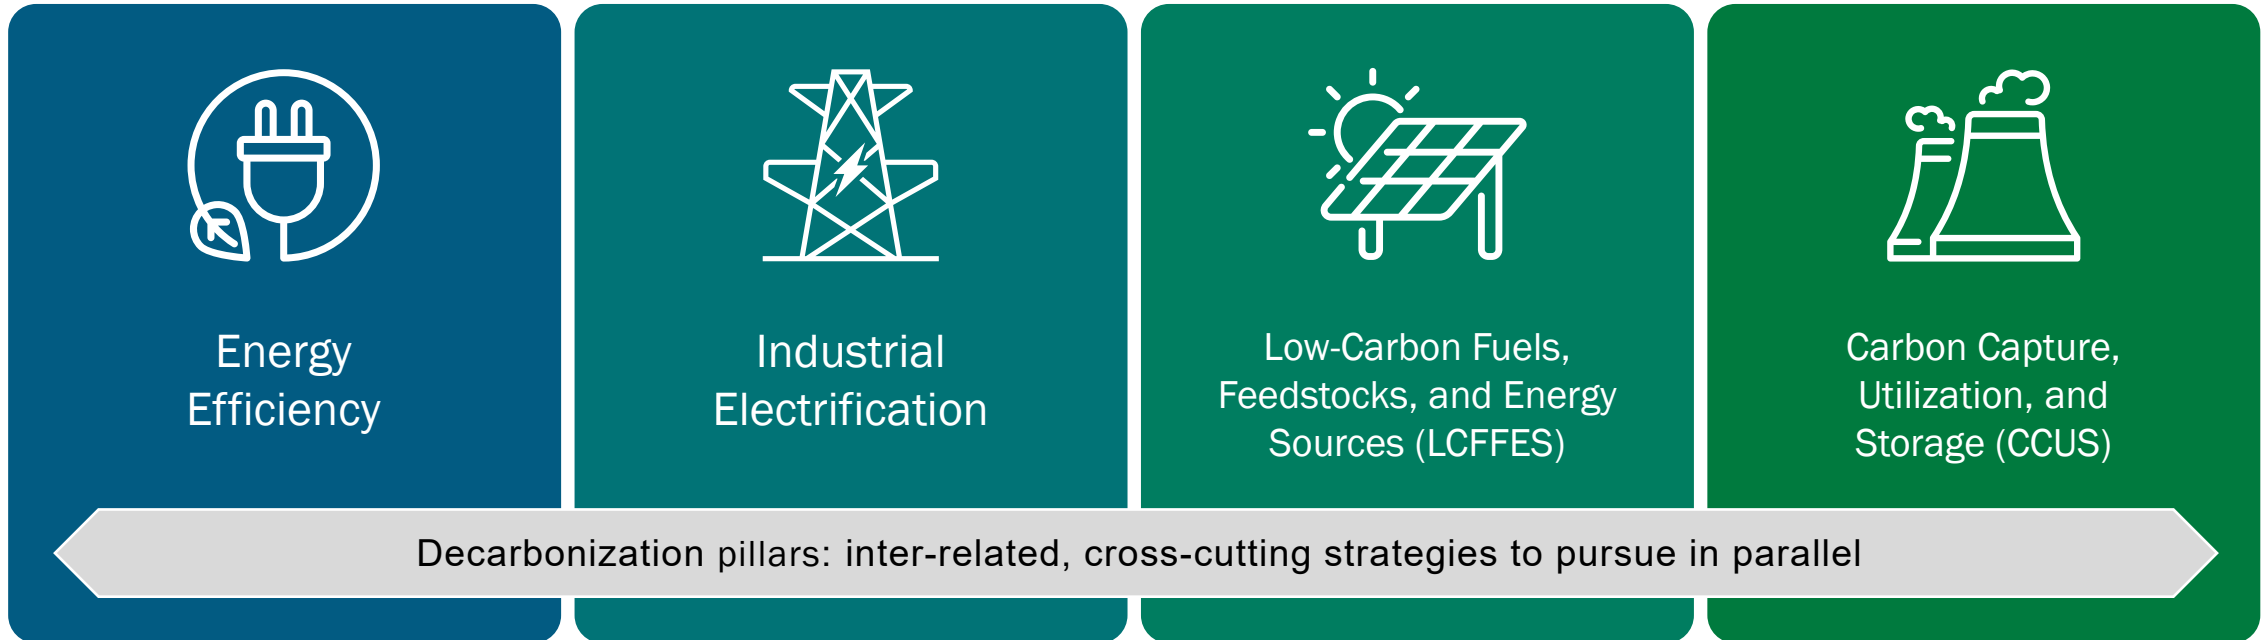 Energy
Efficiency
Industrial
Electrification
Low-Carbon Fuels,
Feedstocks, and Energy
Sources (LCFFES)
Carbon Capture,
Utilization, and
Storage (CCUS)
Decarbonization pillars: inter-related, cross-cutting strategies to pursue in parallel